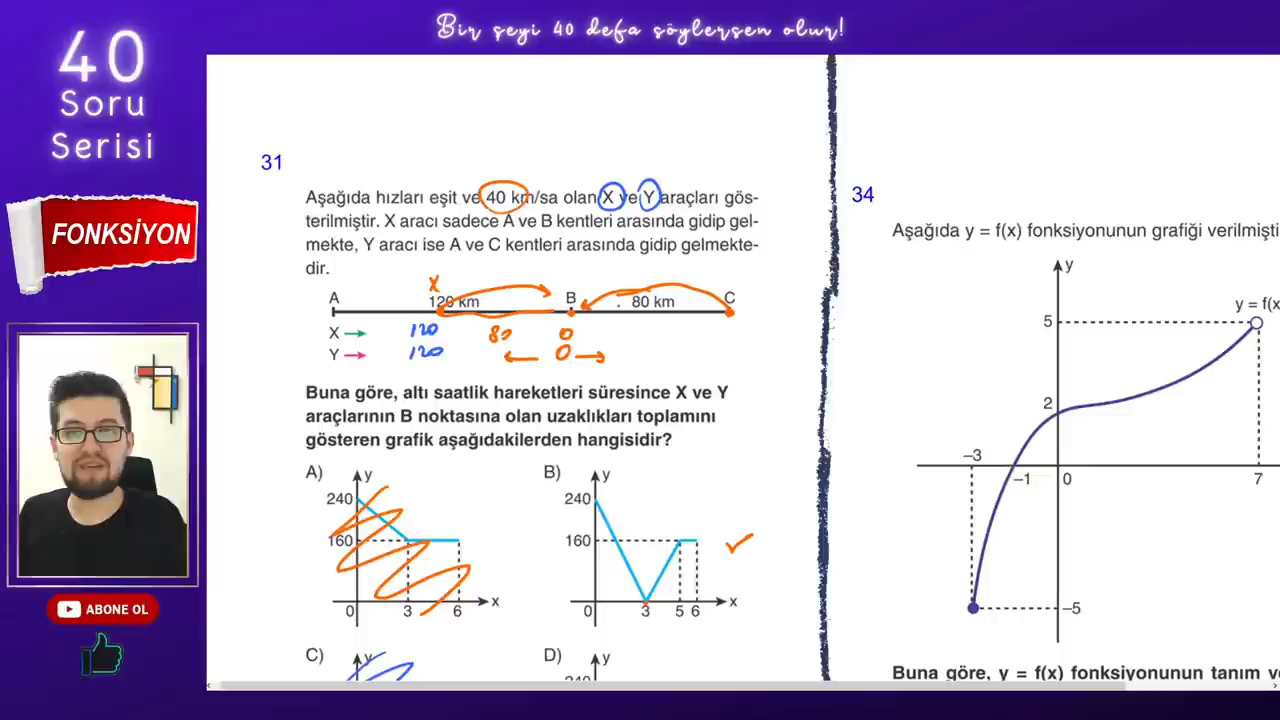 Bir şeyi 40 defa söylersen olur!
40
Soru
Serisi
FONKSİYON
ABONE OL
31
Aşağıda hızları eşit ve 40 km/sa olan X ve Y araçları gös-
terilmiştir. X aracı sadece A ve B kentleri arasında gidip gel-
mekte, Y aracı ise A ve C kentleri arasında gidip gelmekte-
dir.
X
A 120 km B 80 km C
X 120 80 0
Y 120 0
Buna göre, altı saatlik hareketleri süresince X ve Y
araçlarının B noktasına olan uzaklıkları toplamını
gösteren grafik aşağıdakilerden hangisidir?
A) y
240
160
0 3 6 x
B) y
240
160
0 3 5 6 x
C) y
D) y
240
34
Aşağıda y = f(x) fonksiyonunun grafiği verilmişti
y
y = f(x
5
2
–3
–1 0 7
–5
Buna göre, y = f(x) fonksiyonunun tanım ve